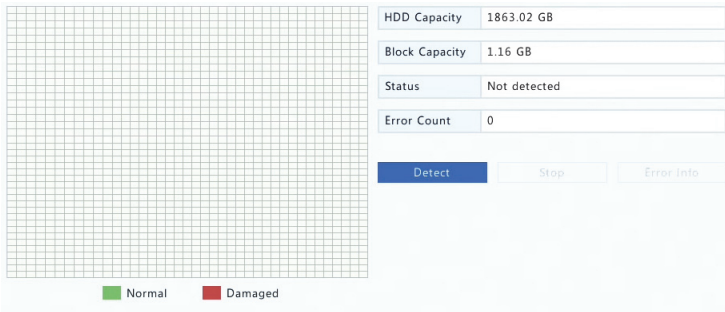 HDD Capacity 1863.02 GB
Block Capacity 1.16 GB
Status Not detected
Error Count 0
Detect Stop Error Info
Normal Damaged